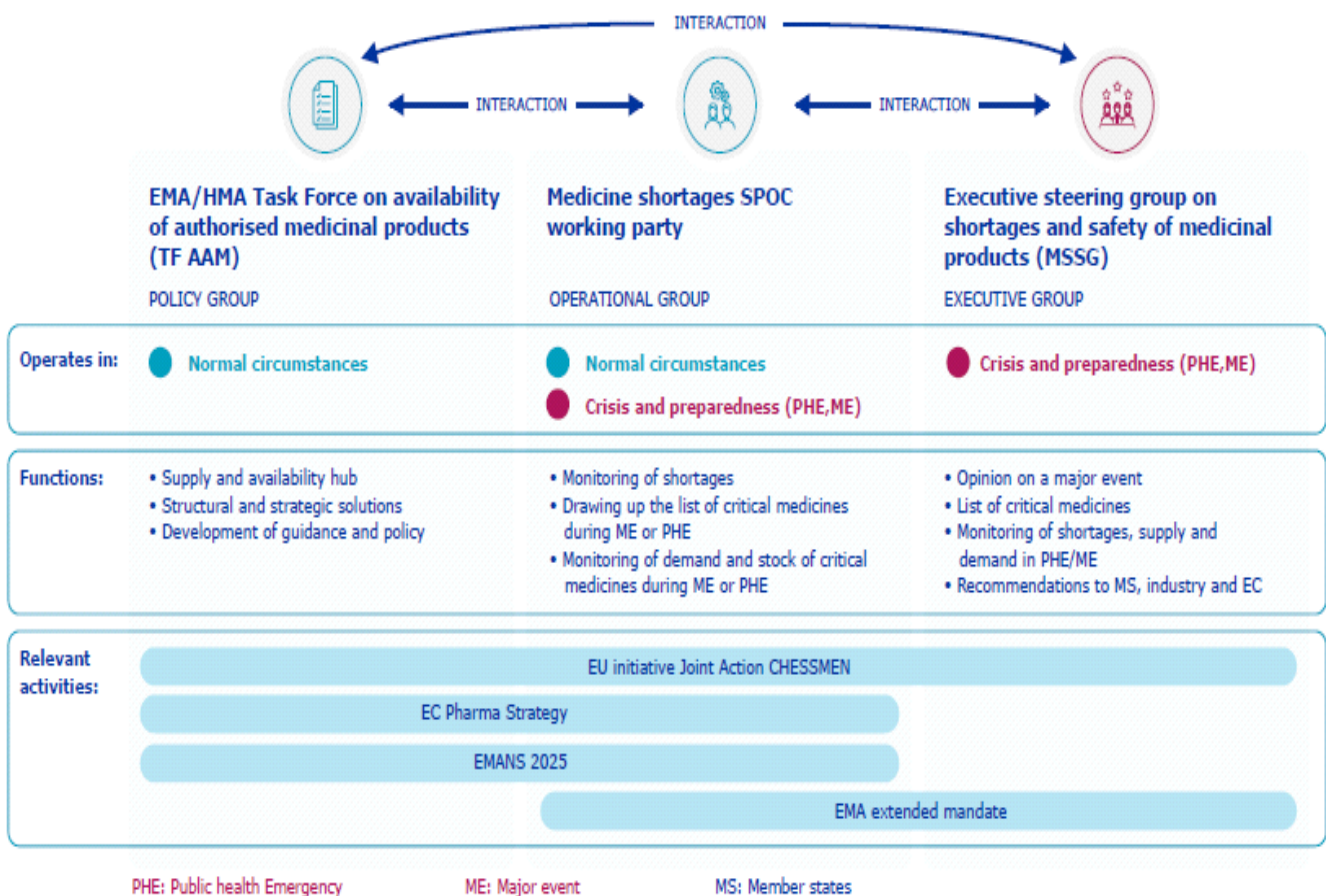 INTERACTION
INTERACTION
INTERACTION
EMA/HMA Task Force on availability
of authorised medicinal products
(TF AAM)
POLICY GROUP
Medicine shortages SPOC
working party
OPERATIONAL GROUP
Executive steering group on
shortages and safety of medicinal
products (MSSG)
EXECUTIVE GROUP
Operates in:
Normal circumstances
Normal circumstances
Crisis and preparedness (PHE,ME)
Crisis and preparedness (PHE,ME)
Functions:
• Supply and availability hub
• Structural and strategic solutions
• Development of guidance and policy
• Monitoring of shortages
• Drawing up the list of critical medicines
during ME or PHE
• Monitoring of demand and stock of critical
medicines during ME or PHE
• Opinion on a major event
• List of critical medicines
• Monitoring of shortages, supply and
demand in PHE/ME
• Recommendations to MS, industry and EC
Relevant
activities:
EU initiative Joint Action CHESSMEN
EC Pharma Strategy
EMANS 2025
EMA extended mandate
PHE: Public health Emergency
ME: Major event
MS: Member states